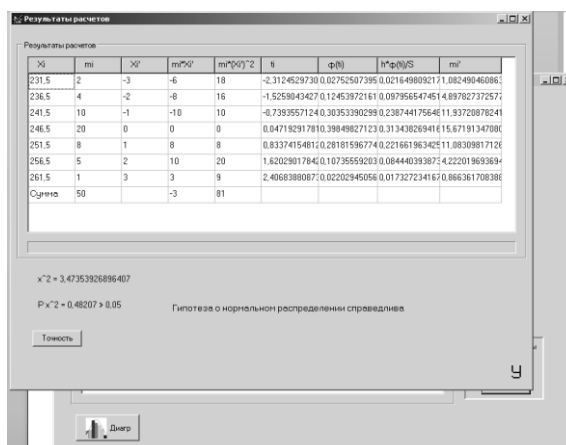 Результаты расчетов
Результаты расчетов
Xi mi Xi' mi*Xi' mi*(Xi')^2 ti φ(ti) h*φ(ti)/S mi'
231,5 2 -3 -6 18 -2,3124529730 0,02752507395 0,0216498092171 1,082490460863
236,5 4 -2 -8 16 -1,5259043427 0,12453972161 0,097956547451 4,897827372577
241,5 10 -1 -10 10 -0,7393557124 0,30353390299 0,238744175648 11,93720878241
246,5 20 0 0 0 0,047192917810 0,39849827123 0,313438269416 15,67191347080
251,5 8 1 8 8 0,83374154812 0,28181596774 0,221661963425 11,08309817126
256,5 5 2 10 20 1,62029017842 0,10735559203 0,084440393873 4,222019693694
261,5 1 3 3 9 2,40683880873 0,02202945056 0,017327234167 0,866361708388
Сумма 50 -3 81
x^2 = 3,47353926896407
P x^2 = 0,48207 > 0,05 Гипотеза о нормальном распределении справедлива
Точность
У
Диагр